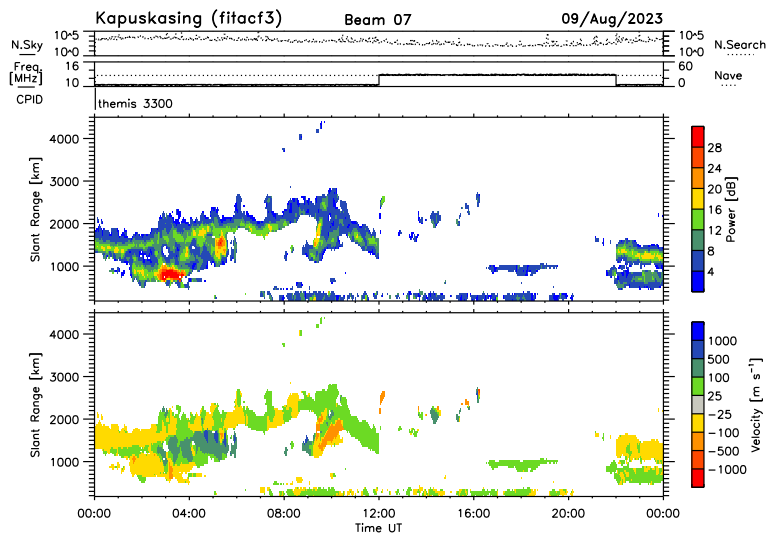 Kapuskasing (fitacf3) Beam 07 09/Aug/2023
N.Sky 10^5 10^0 10^5 10^0 N.Search
Freq. [MHz] 16 10 60 0 Nave
CPID themis 3300
Slant Range [km] 4000 3000 2000 1000
Power [dB] 28 24 20 16 12 8 4
Slant Range [km] 4000 3000 2000 1000
Velocity [m s⁻¹] 1000 500 100 25 -25 -100 -500 -1000
00:00 04:00 08:00 12:00 16:00 20:00 00:00
Time UT